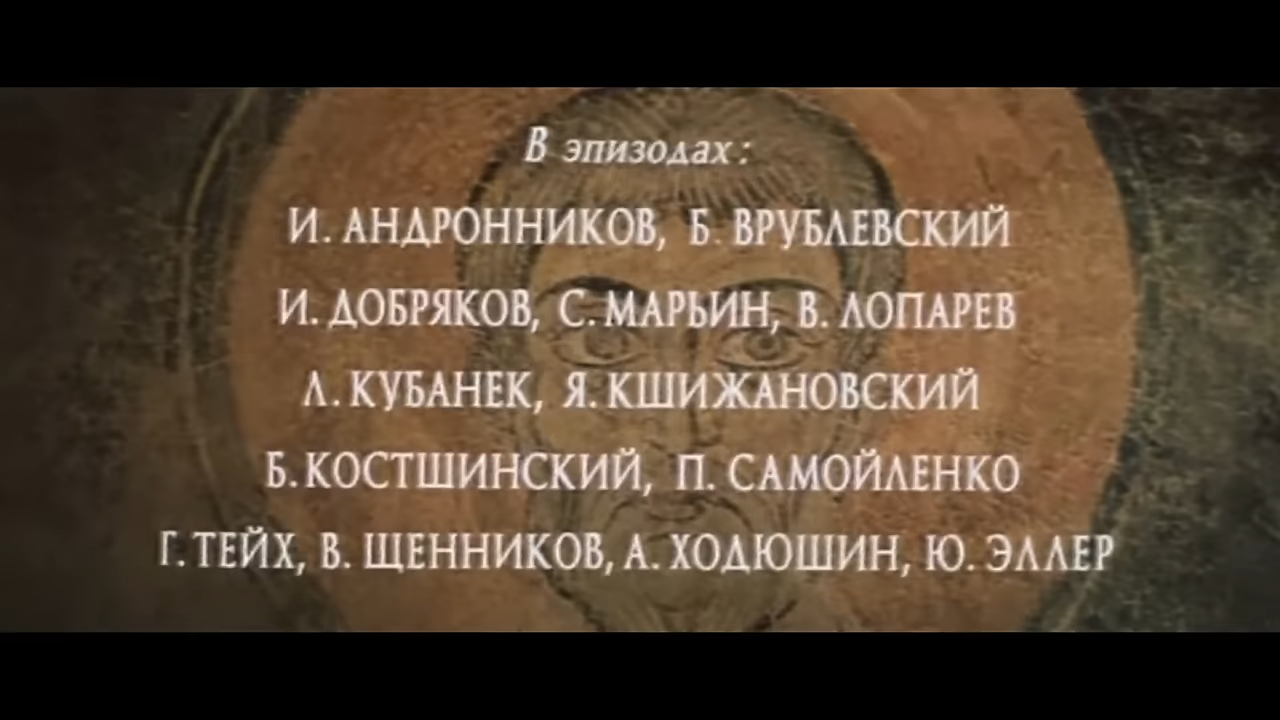 В эпизодах:
И. АНДРОННИКОВ, Б. ВРУБЛЕВСКИЙ
И. ДОБРЯКОВ, С. МАРЬИН, В. ЛОПАРЕВ
Л. КУБАНЕК, Я. КШИЖАНОВСКИЙ
Б. КОСТШИНСКИЙ, П. САМОЙЛЕНКО
Г. ТЕЙХ, В. ЩЕННИКОВ, А. ХОДЮШИН, Ю. ЭЛЛЕР